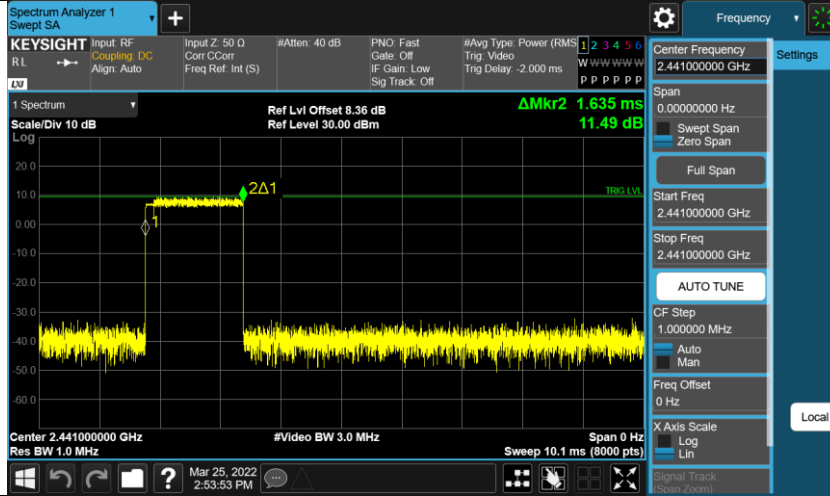 Spectrum Analyzer 1
Swept SA
Frequency
KEYSIGHT
R L
LXI
Input: RF
Coupling: DC
Align: Auto
Input Z: 50 Ω
Corr CCorr
Freq Ref: Int (S)
#Atten: 40 dB
PNO: Fast
Gate: Off
IF Gain: Low
Sig Track: Off
#Avg Type: Power (RMS
Trig: Video
Trig Delay: -2.000 ms
1 2 3 4 5 6
W W W W W W
P P P P P P
1 Spectrum
Scale/Div 10 dB
Log
Ref Lvl Offset 8.36 dB
Ref Level 30.00 dBm
ΔMkr2 1.635 ms
11.49 dB
20.0
10.0
0.00
-10.0
-20.0
-30.0
-40.0
-50.0
-60.0
2Δ1
1
TRIG LVL
Center 2.441000000 GHz
Res BW 1.0 MHz
#Video BW 3.0 MHz
Span 0 Hz
Sweep 10.1 ms (8000 pts)
Mar 25, 2022
2:53:53 PM
Center Frequency
2.441000000 GHz
Span
0.00000000 Hz
Swept Span
Zero Span
Full Span
Start Freq
2.441000000 GHz
Stop Freq
2.441000000 GHz
AUTO TUNE
CF Step
1.000000 MHz
Auto
Man
Freq Offset
0 Hz
X Axis Scale
Log
Lin
Signal Track
(Span Zoom)
Settings
Local